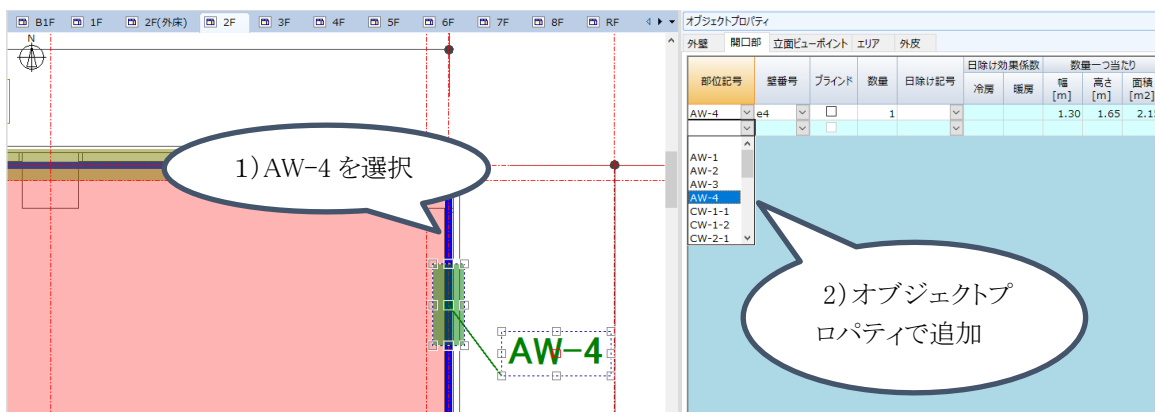 B1F 1F 2F(外床) 2F 3F 4F 5F 6F 7F 8F RF
N
1)AW-4 を選択
AW-4
オブジェクトプロパティ
外壁 開口部 立面ビューポイント エリア 外皮
部位記号 壁番号 ブラインド 数量 日除け記号 日除け効果係数 数量一つ当たり
冷房 暖房 幅 [m] 高さ [m] 面積 [m2]
AW-4 e4 1 1.30 1.65 2.15
AW-1
AW-2
AW-3
AW-4
CW-1-1
CW-1-2
CW-2-1
2)オブジェクトプ
ロパティで追加